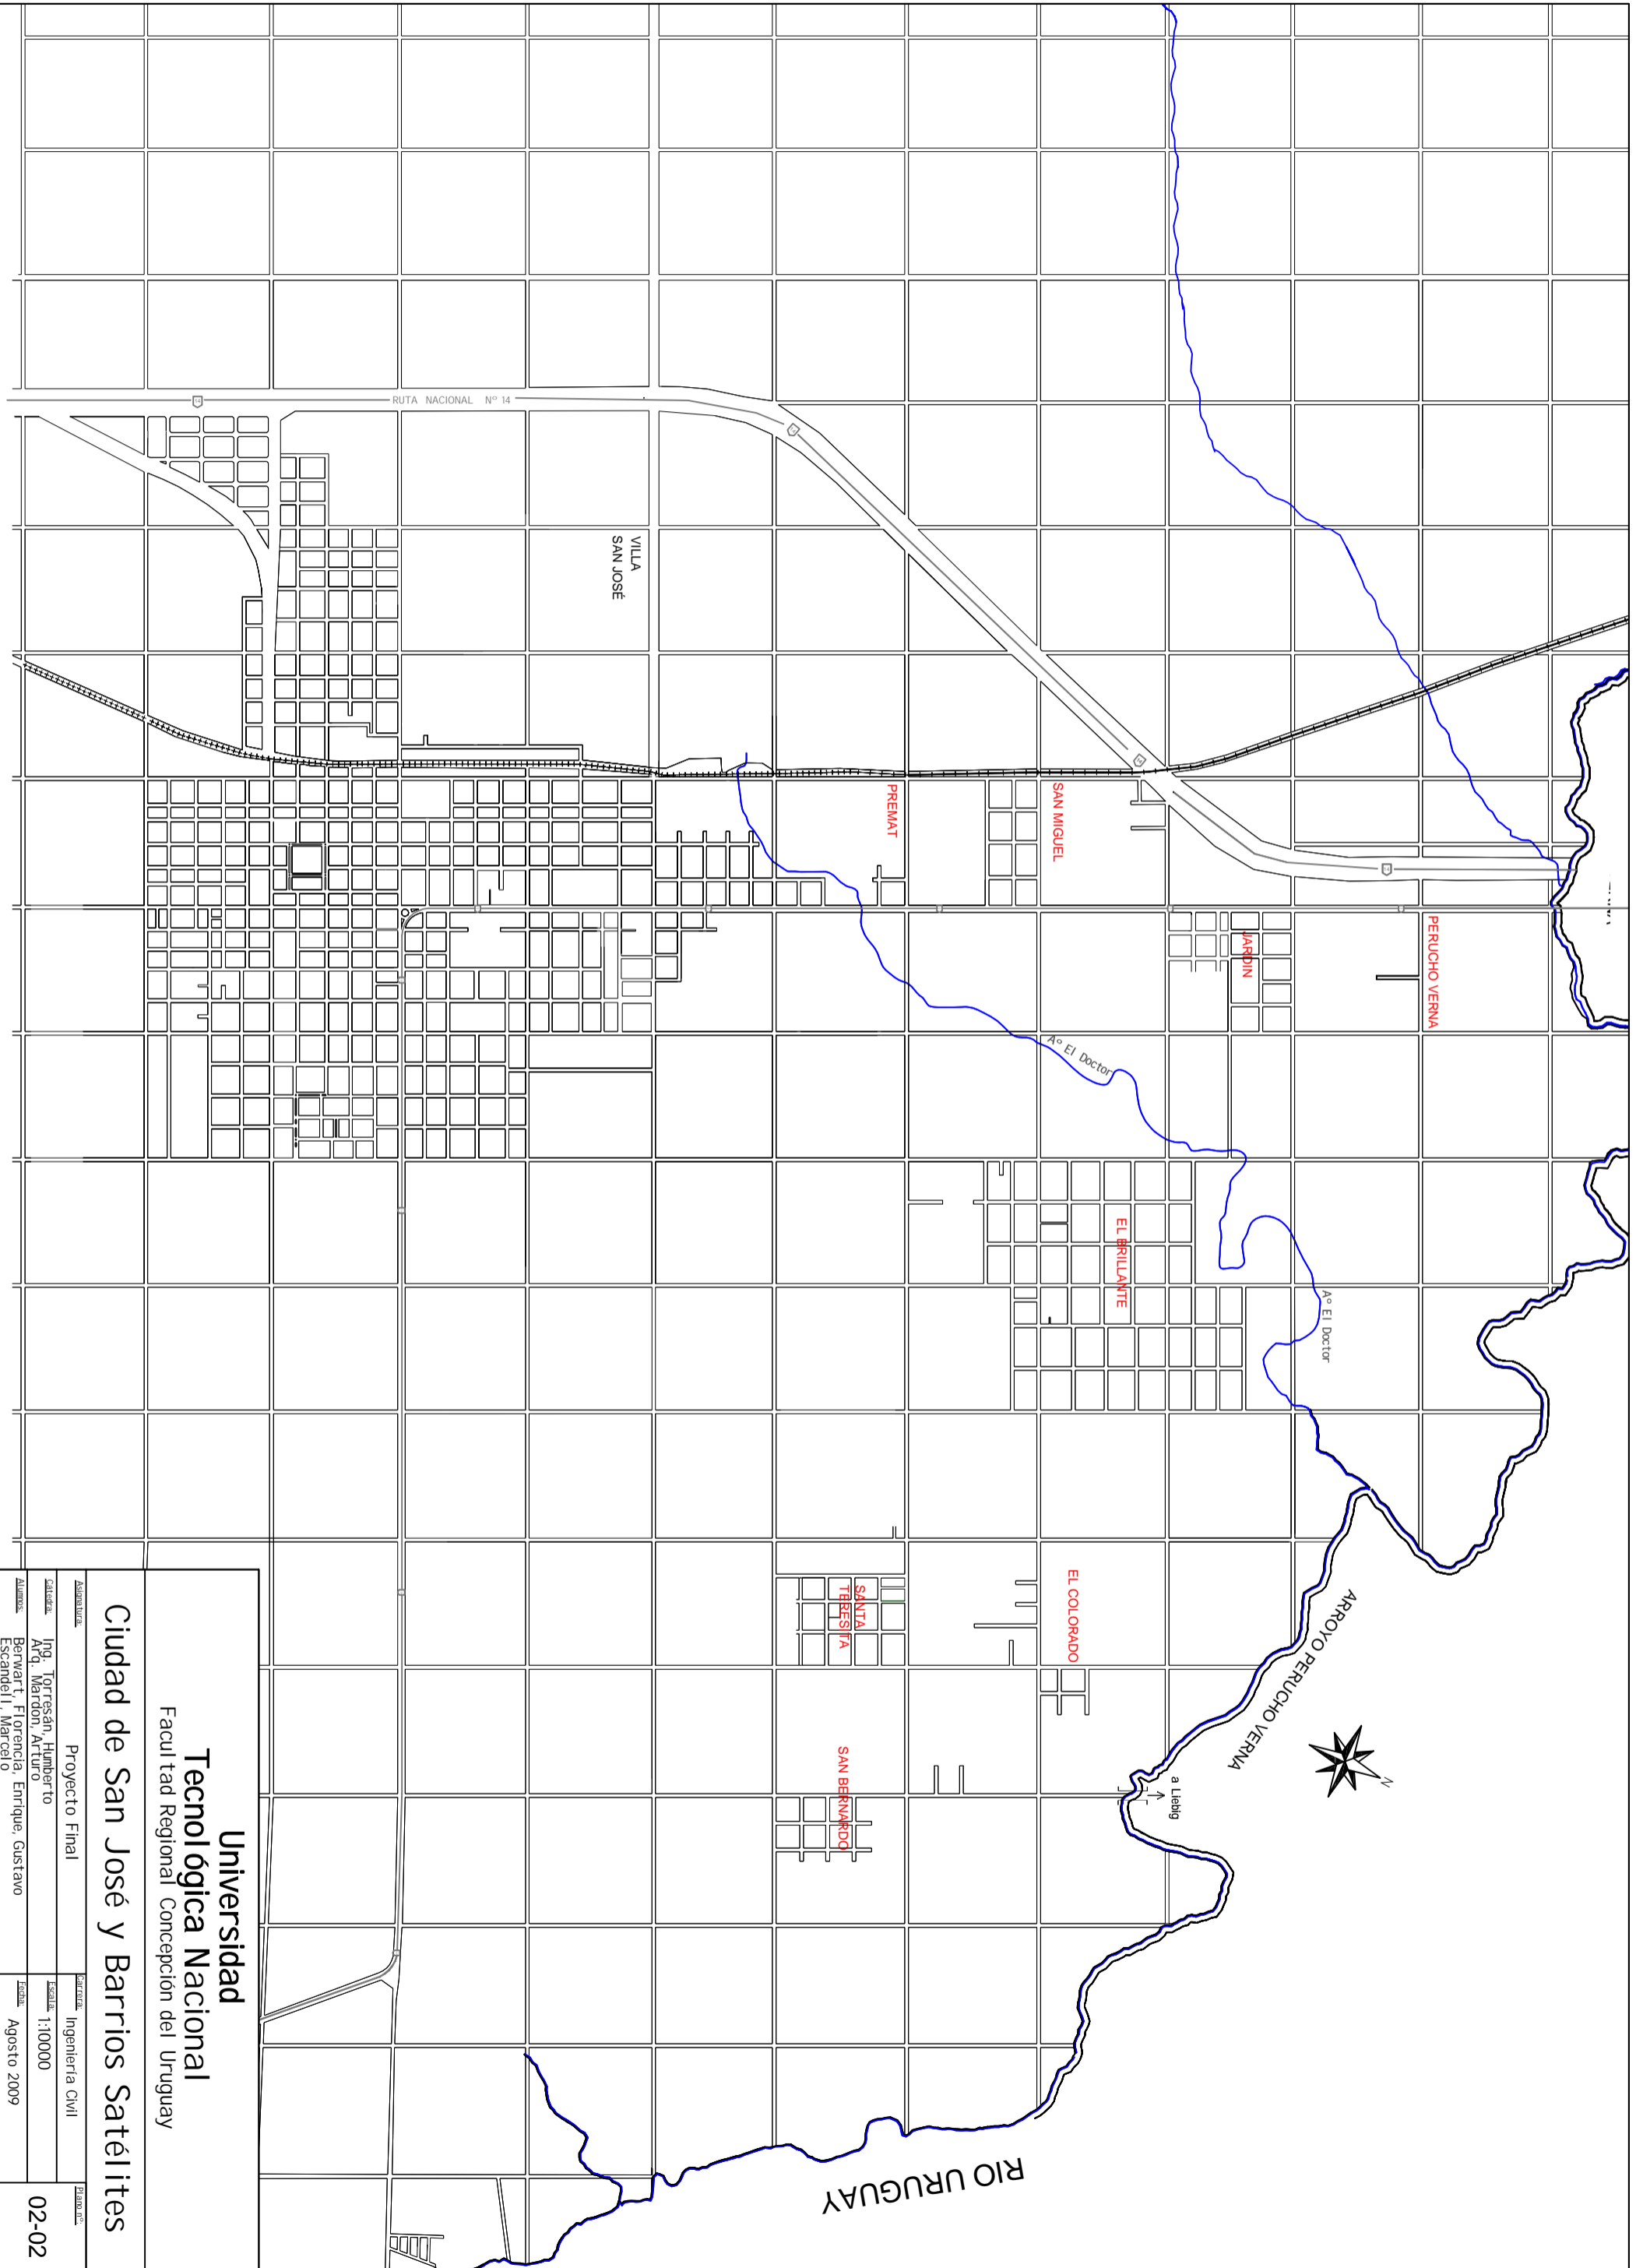 RUTA NACIONAL Nº 14
14
14
14
VILLA
SAN JOSÉ
PREMAT
SAN MIGUEL
JARDIN
PERUCHO VERNA
Aº El Doctor
EL BRILLANTE
Aº El Doctor
SANTA
TERESITA
EL COLORADO
SAN BERNARDO
ARROYO PERUCHO VERNA
N
a Liebig
RIO URUGUAY
Universidad
Tecnológica Nacional
Facultad Regional Concepción del Uruguay
Ciudad de San José y Barrios Satélites
Asignatura: Proyecto Final
Carrera: Ingeniería Civil
Plano nº:
02-02
Catedra: Ing. Torresán, Humberto
Arq. Mardon, Arturo
Escala: 1:10000
Alumnos: Berwart, Florencia, Enrique, Gustavo
Escandell, Marcelo
Fecha: Agosto 2009